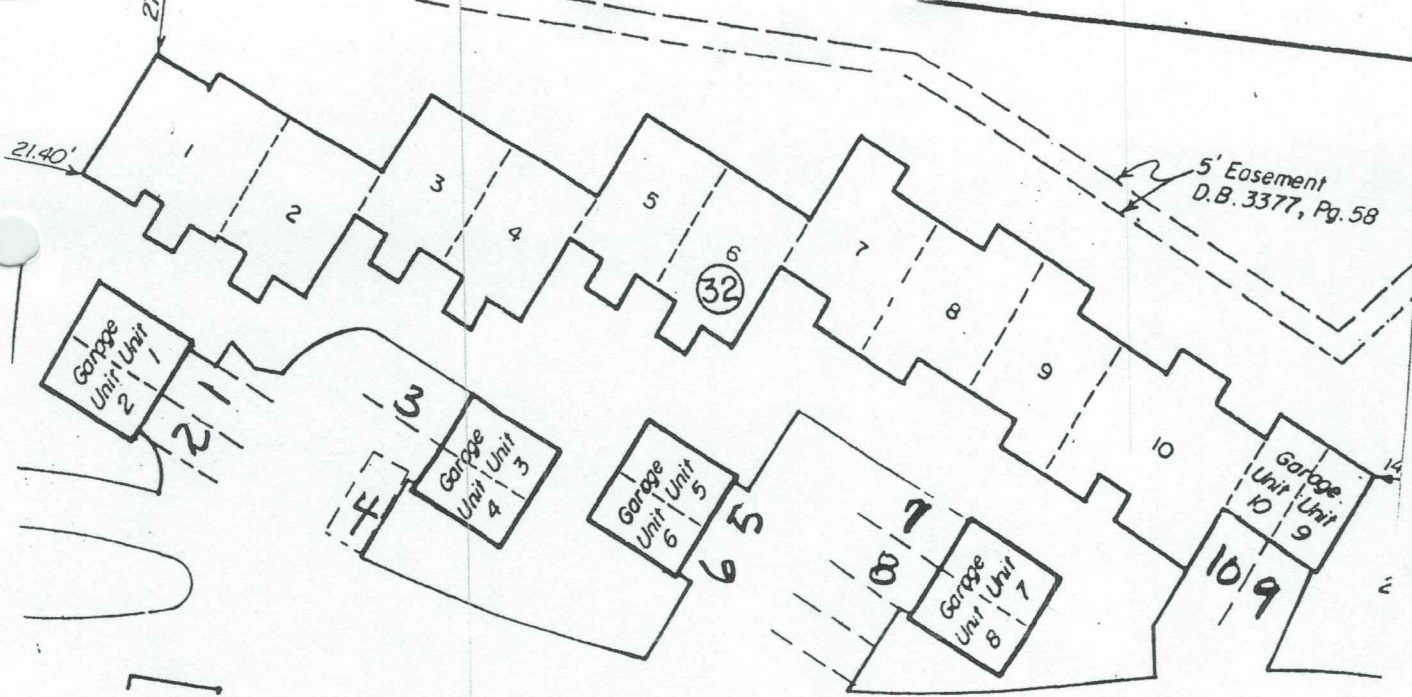 21.40'
5' Easement
D.B. 3377, Pg. 58
1
2
3
4
5
6
32
7
8
9
10
Garage
Unit 1
Unit 2
1
2
3
4
Garage
Unit 3
Unit 4
Garage
Unit 5
Unit 6
5
6
7
8
Garage
Unit 7
Unit 8
Garage
Unit 10
Unit 9
10
9
14